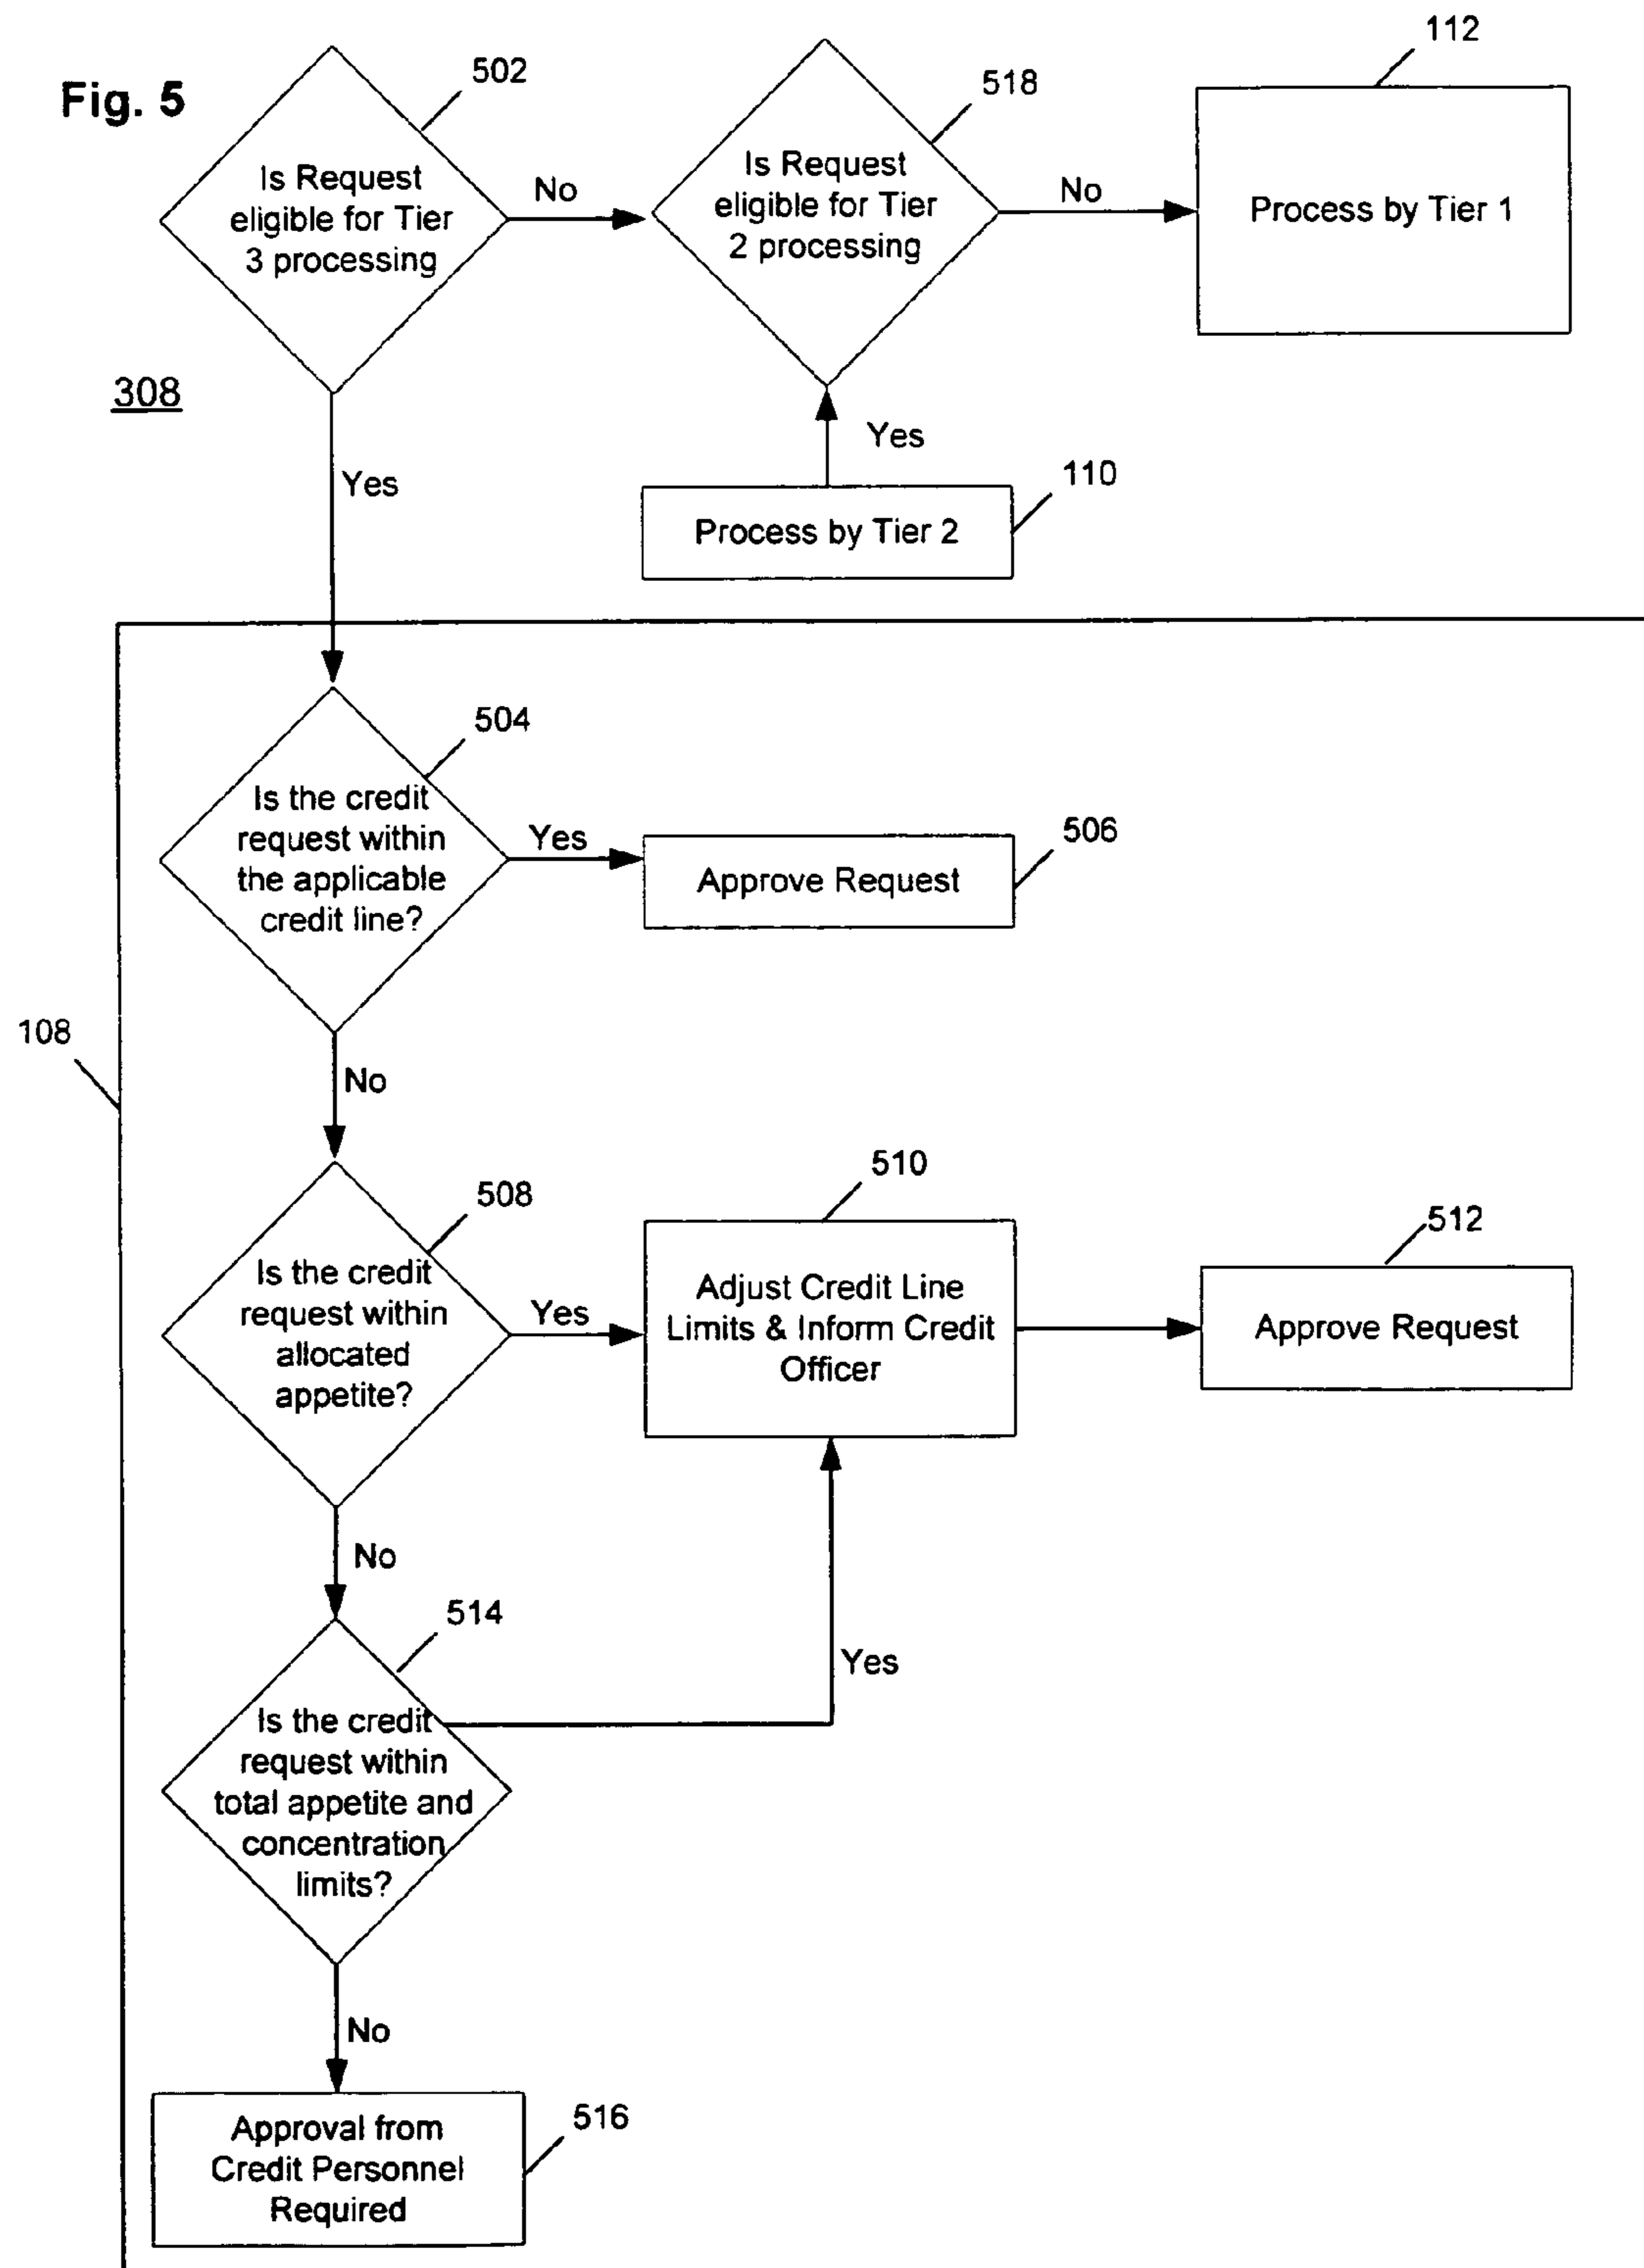 Fig. 5
502
518
112
Is Request
eligible for Tier
3 processing
No
Is Request
eligible for Tier
2 processing
No
Process by Tier 1
308
Yes
Yes
110
Process by Tier 2
504
Is the credit
request within
the applicable
credit line?
Yes
506
Approve Request
108
No
508
Is the credit
request within
allocated
appetite?
Yes
510
Adjust Credit Line
Limits & Inform Credit
Officer
512
Approve Request
No
514
Is the credit
request within
total appetite and
concentration
limits?
Yes
No
516
Approval from
Credit Personnel
Required